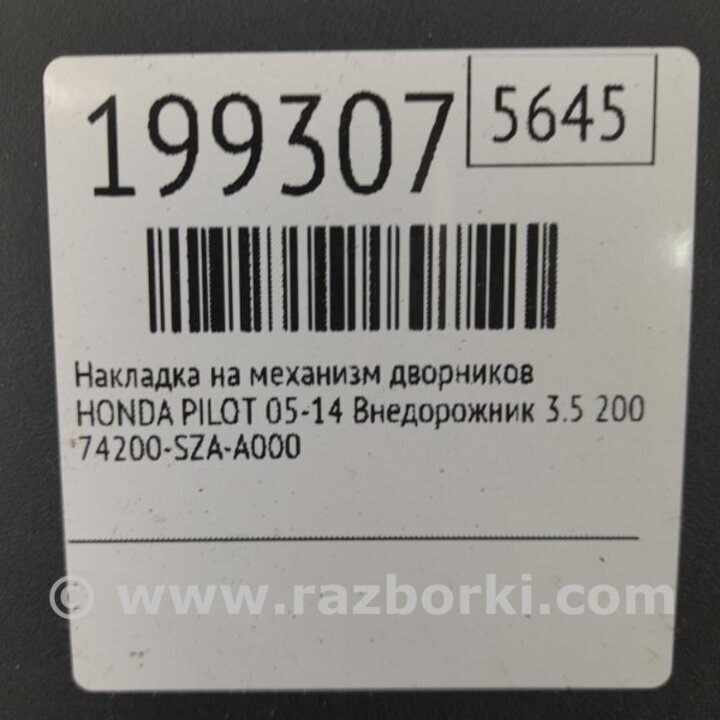 199307
5645
Накладка на механизм дворников
HONDA PILOT 05-14 Внедорожник 3.5 200
74200-SZA-A000
© www.razborki.com